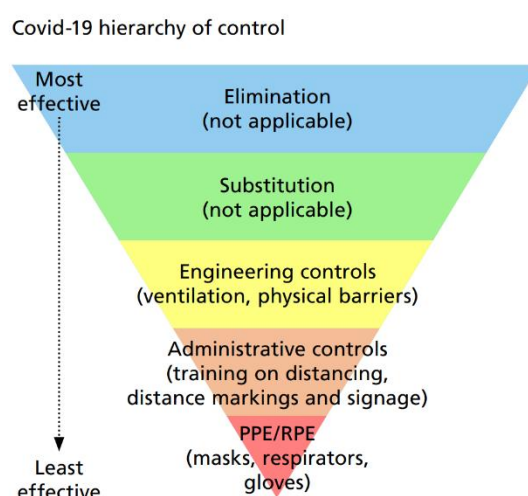 Covid-19 hierarchy of control
Most
effective
Elimination
(not applicable)
Substitution
(not applicable)
Engineering controls
(ventilation, physical barriers)
Administrative controls
(training on distancing,
distance markings and signage)
PPE/RPE
(masks, respirators,
gloves)
Least
effective